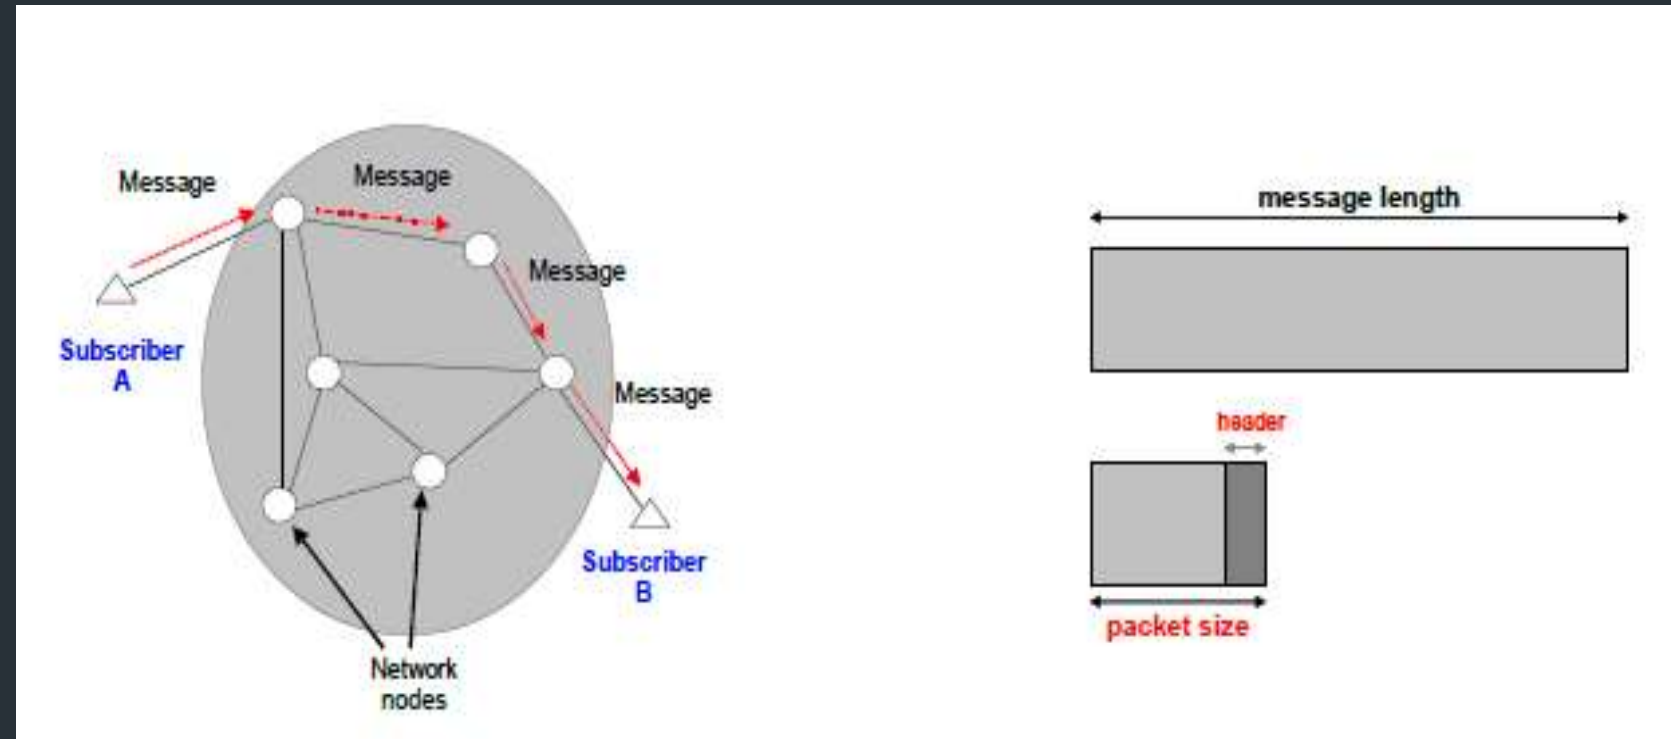 Message
Message
Message
Message
Subscriber
A
Subscriber
B
Network
nodes
message length
header
packet size